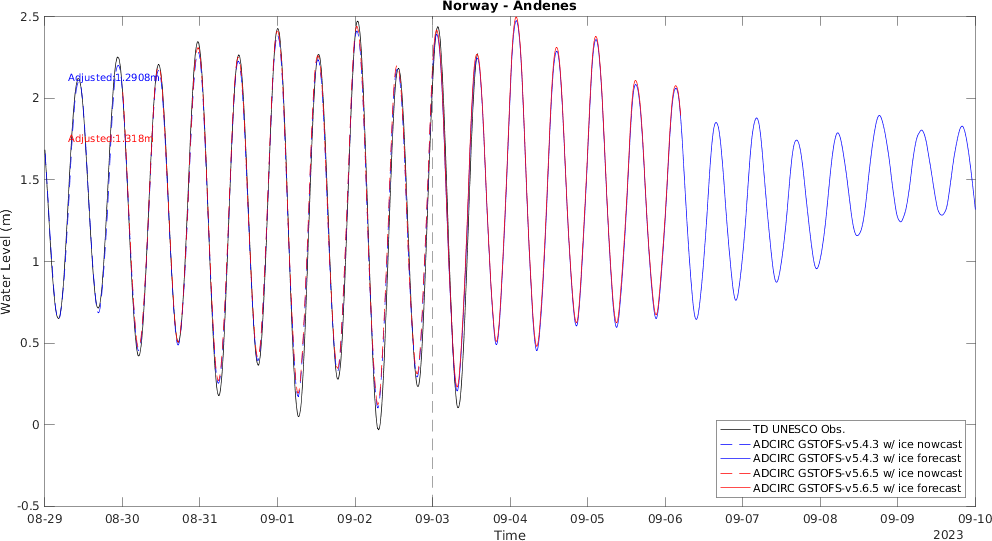 Norway - Andenes
2.5
2
1.5
1
0.5
0
-0.5
Water Level (m)
Adjusted:1.2908m
Adjusted:1.318m
TD UNESCO Obs.
ADCIRC GSTOFS-v5.4.3 w/ ice nowcast
ADCIRC GSTOFS-v5.4.3 w/ ice forecast
ADCIRC GSTOFS-v5.6.5 w/ ice nowcast
ADCIRC GSTOFS-v5.6.5 w/ ice forecast
08-29 08-30 08-31 09-01 09-02 09-03 09-04 09-05 09-06 09-07 09-08 09-09 09-10
Time
2023